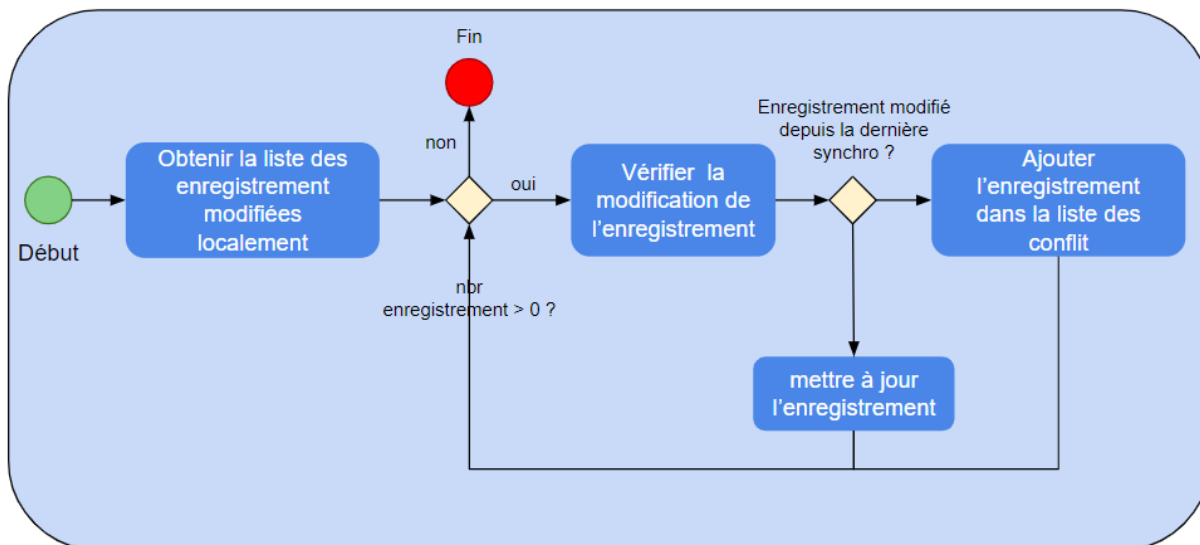 Fin
Enregistrement modifié
depuis la dernière
synchro ?
non
Obtenir la liste des
enregistrement
modifiées
localement
oui
Vérifier la
modification de
l'enregistrement
Ajouter
l'enregistrement
dans la liste des
conflit
Début
nbr
enregistrement > 0 ?
mettre à jour
l'enregistrement